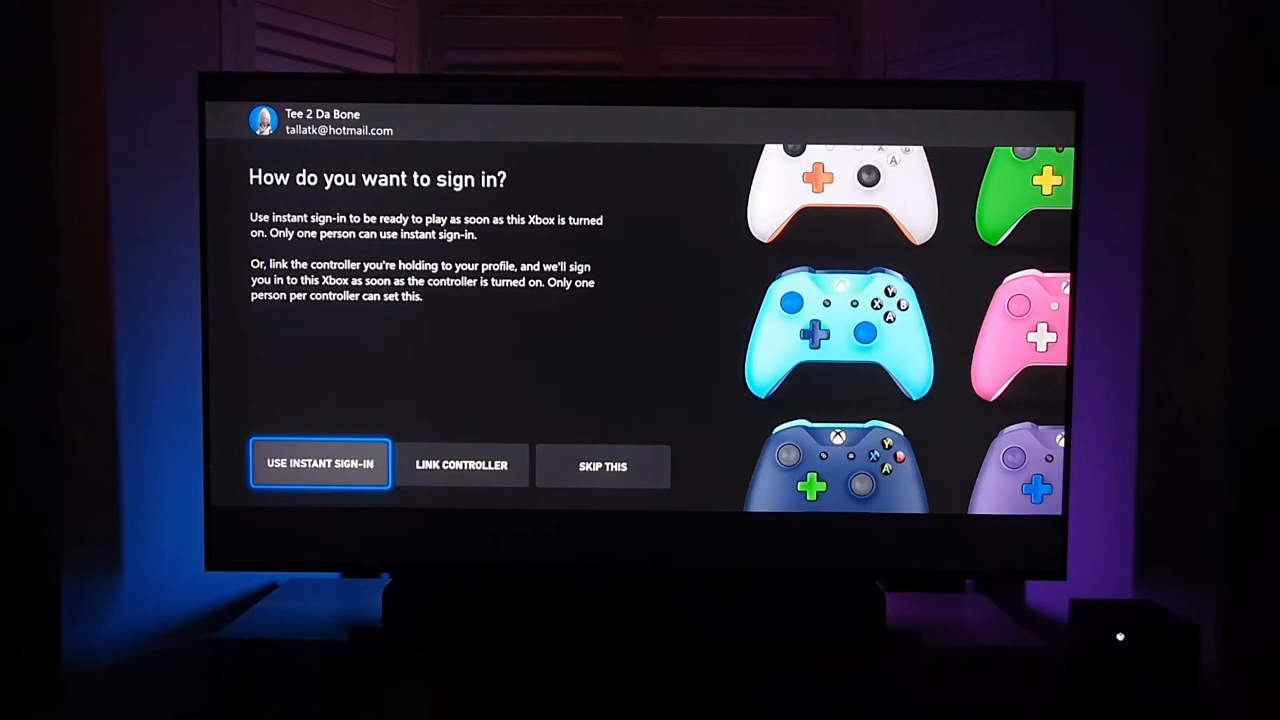 Tee 2 Da Bone
tallatk@hotmail.com
How do you want to sign in?
Use instant sign-in to be ready to play as soon as this Xbox is turned
on. Only one person can use instant sign-in.
Or, link the controller you're holding to your profile, and we'll sign
you in to this Xbox as soon as the controller is turned on. Only one
person per controller can set this.
USE INSTANT SIGN-IN
LINK CONTROLLER
SKIP THIS
A
Y
X
B
A
Y
X
B
A